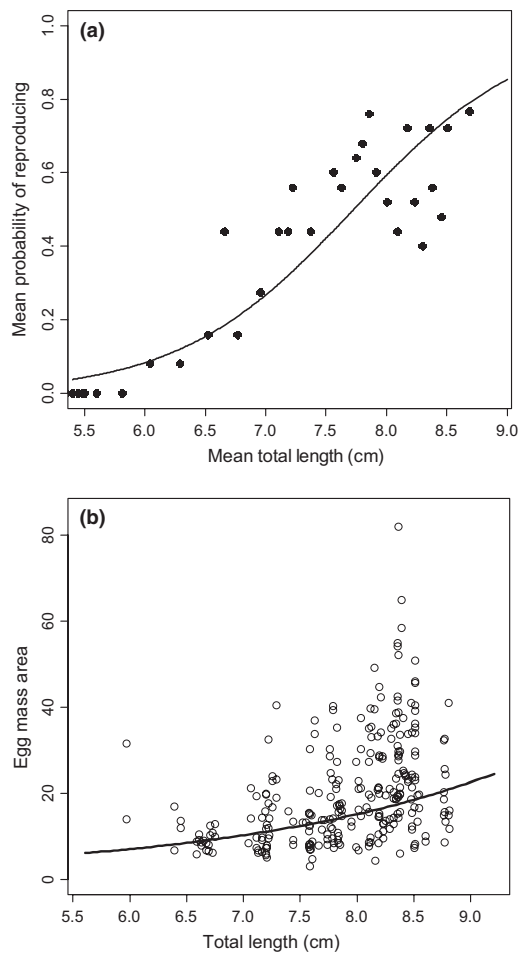 (a)
Mean probability of reproducing
1.0
0.8
0.6
0.4
0.2
0.0
5.5 6.0 6.5 7.0 7.5 8.0 8.5 9.0
Mean total length (cm)
(b)
Egg mass area
80
60
40
20
0
5.5 6.0 6.5 7.0 7.5 8.0 8.5 9.0
Total length (cm)